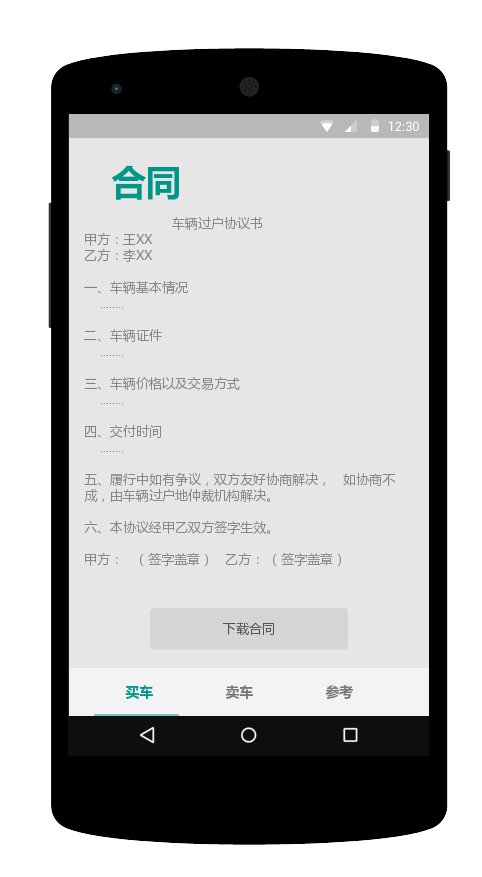 12:30
合同
车辆过户协议书
甲方：王XX
乙方：李XX
一、车辆基本情况
........
二、车辆证件
........
三、车辆价格以及交易方式
........
四、交付时间
........
五、履行中如有争议，双方友好协商解决， 如协商不
成，由车辆过户地仲裁机构解决。
六、本协议经甲乙双方签字生效。
甲方： （签字盖章） 乙方：（签字盖章）
下载合同
买车 卖车 参考